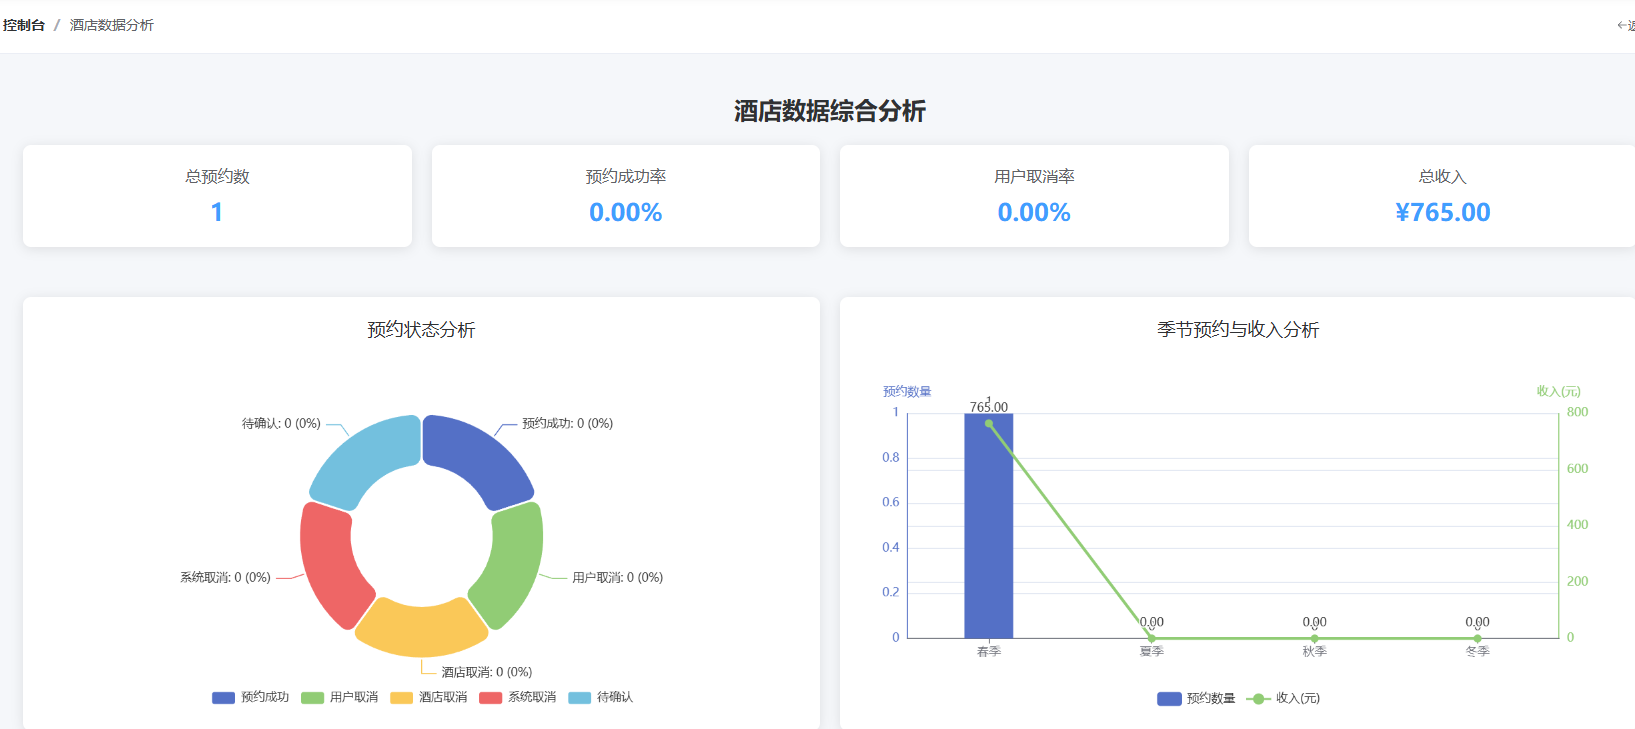 控制台 / 酒店数据分析
←返
酒店数据综合分析
总预约数
1
预约成功率
0.00%
用户取消率
0.00%
总收入
¥765.00
预约状态分析
待确认: 0 (0%)
预约成功: 0 (0%)
系统取消: 0 (0%)
用户取消: 0 (0%)
酒店取消: 0 (0%)
预约成功 用户取消 酒店取消 系统取消 待确认
季节预约与收入分析
预约数量
收入(元)
1
0.8
0.6
0.4
0.2
0
1
765.00
0.00
0
0.00
0
0.00
0
800
600
400
200
0
春季 夏季 秋季 冬季
预约数量 收入(元)